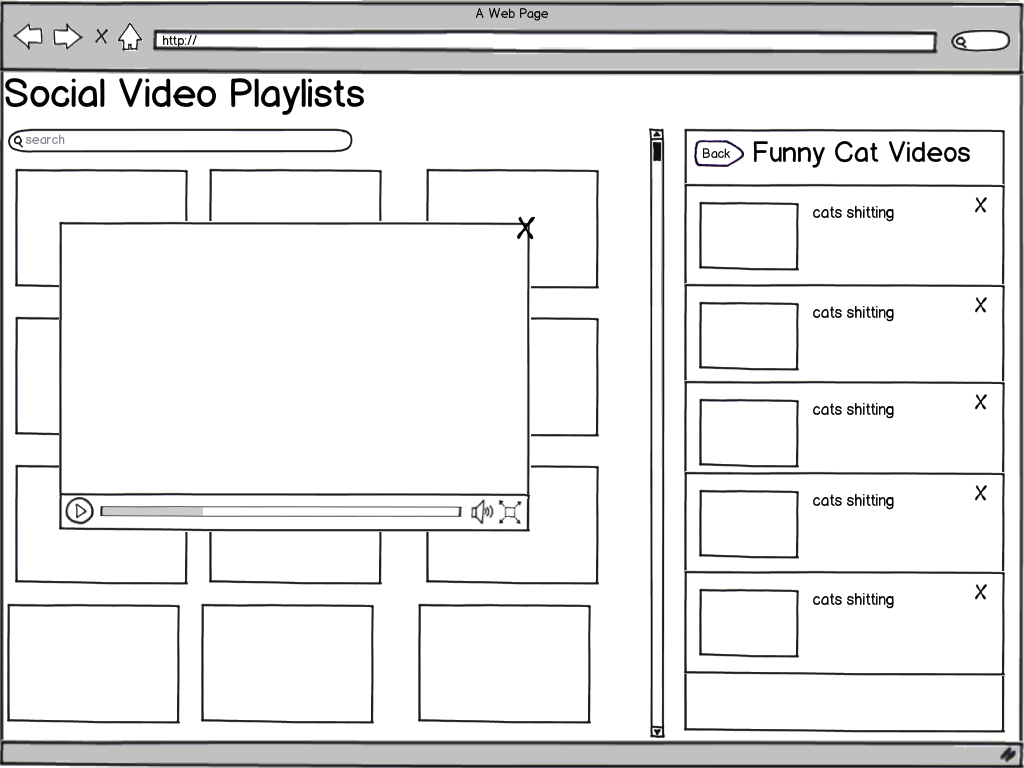 A Web Page
http://
Social Video Playlists
search
Back
Funny Cat Videos
cats shitting
X
cats shitting
X
cats shitting
X
cats shitting
X
cats shitting
X